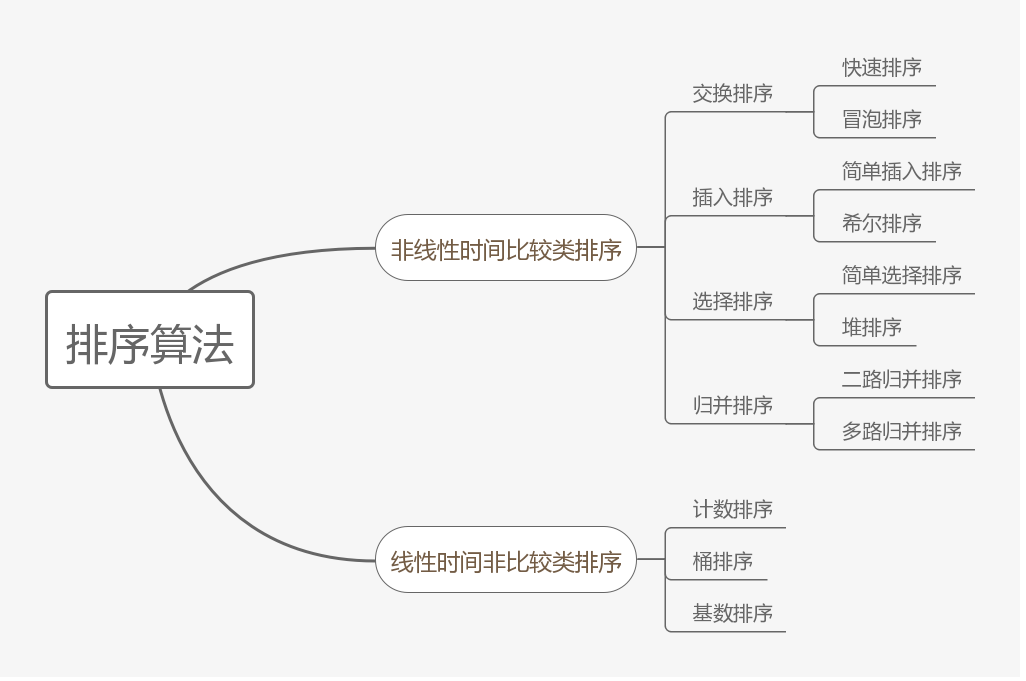 排序算法
非线性时间比较类排序
交换排序
快速排序
冒泡排序
插入排序
简单插入排序
希尔排序
选择排序
简单选择排序
堆排序
归并排序
二路归并排序
多路归并排序
线性时间非比较类排序
计数排序
桶排序
基数排序